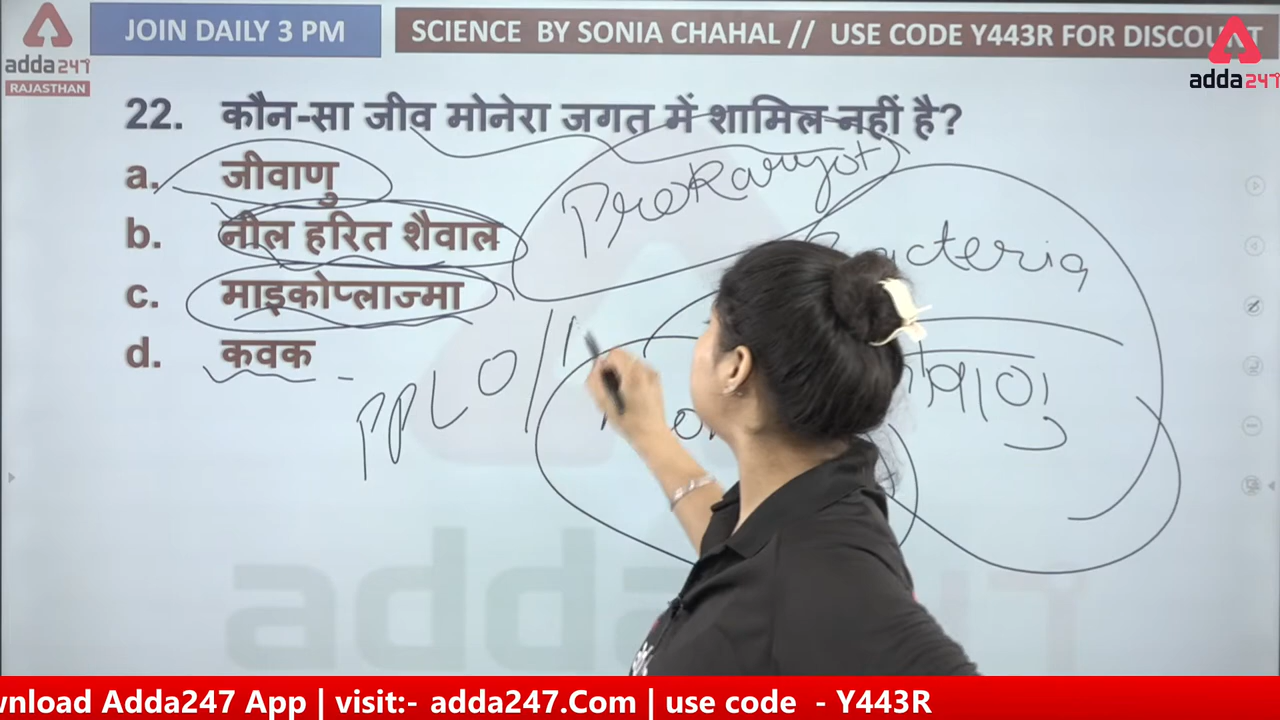 JOIN DAILY 3 PM
SCIENCE BY SONIA CHAHAL // USE CODE Y443R FOR DISCOUNT
adda247
RAJASTHAN
adda247
22. कौन-सा जीव मोनेरा जगत में शामिल नहीं है?
a. जीवाणु
b. नील हरित शैवाल
c. माइकोप्लाज्मा
d. कवक
Prokaryot
Bacteria
PPLO //
adda247
wnload Adda247 App | visit:- adda247.Com | use code - Y443R